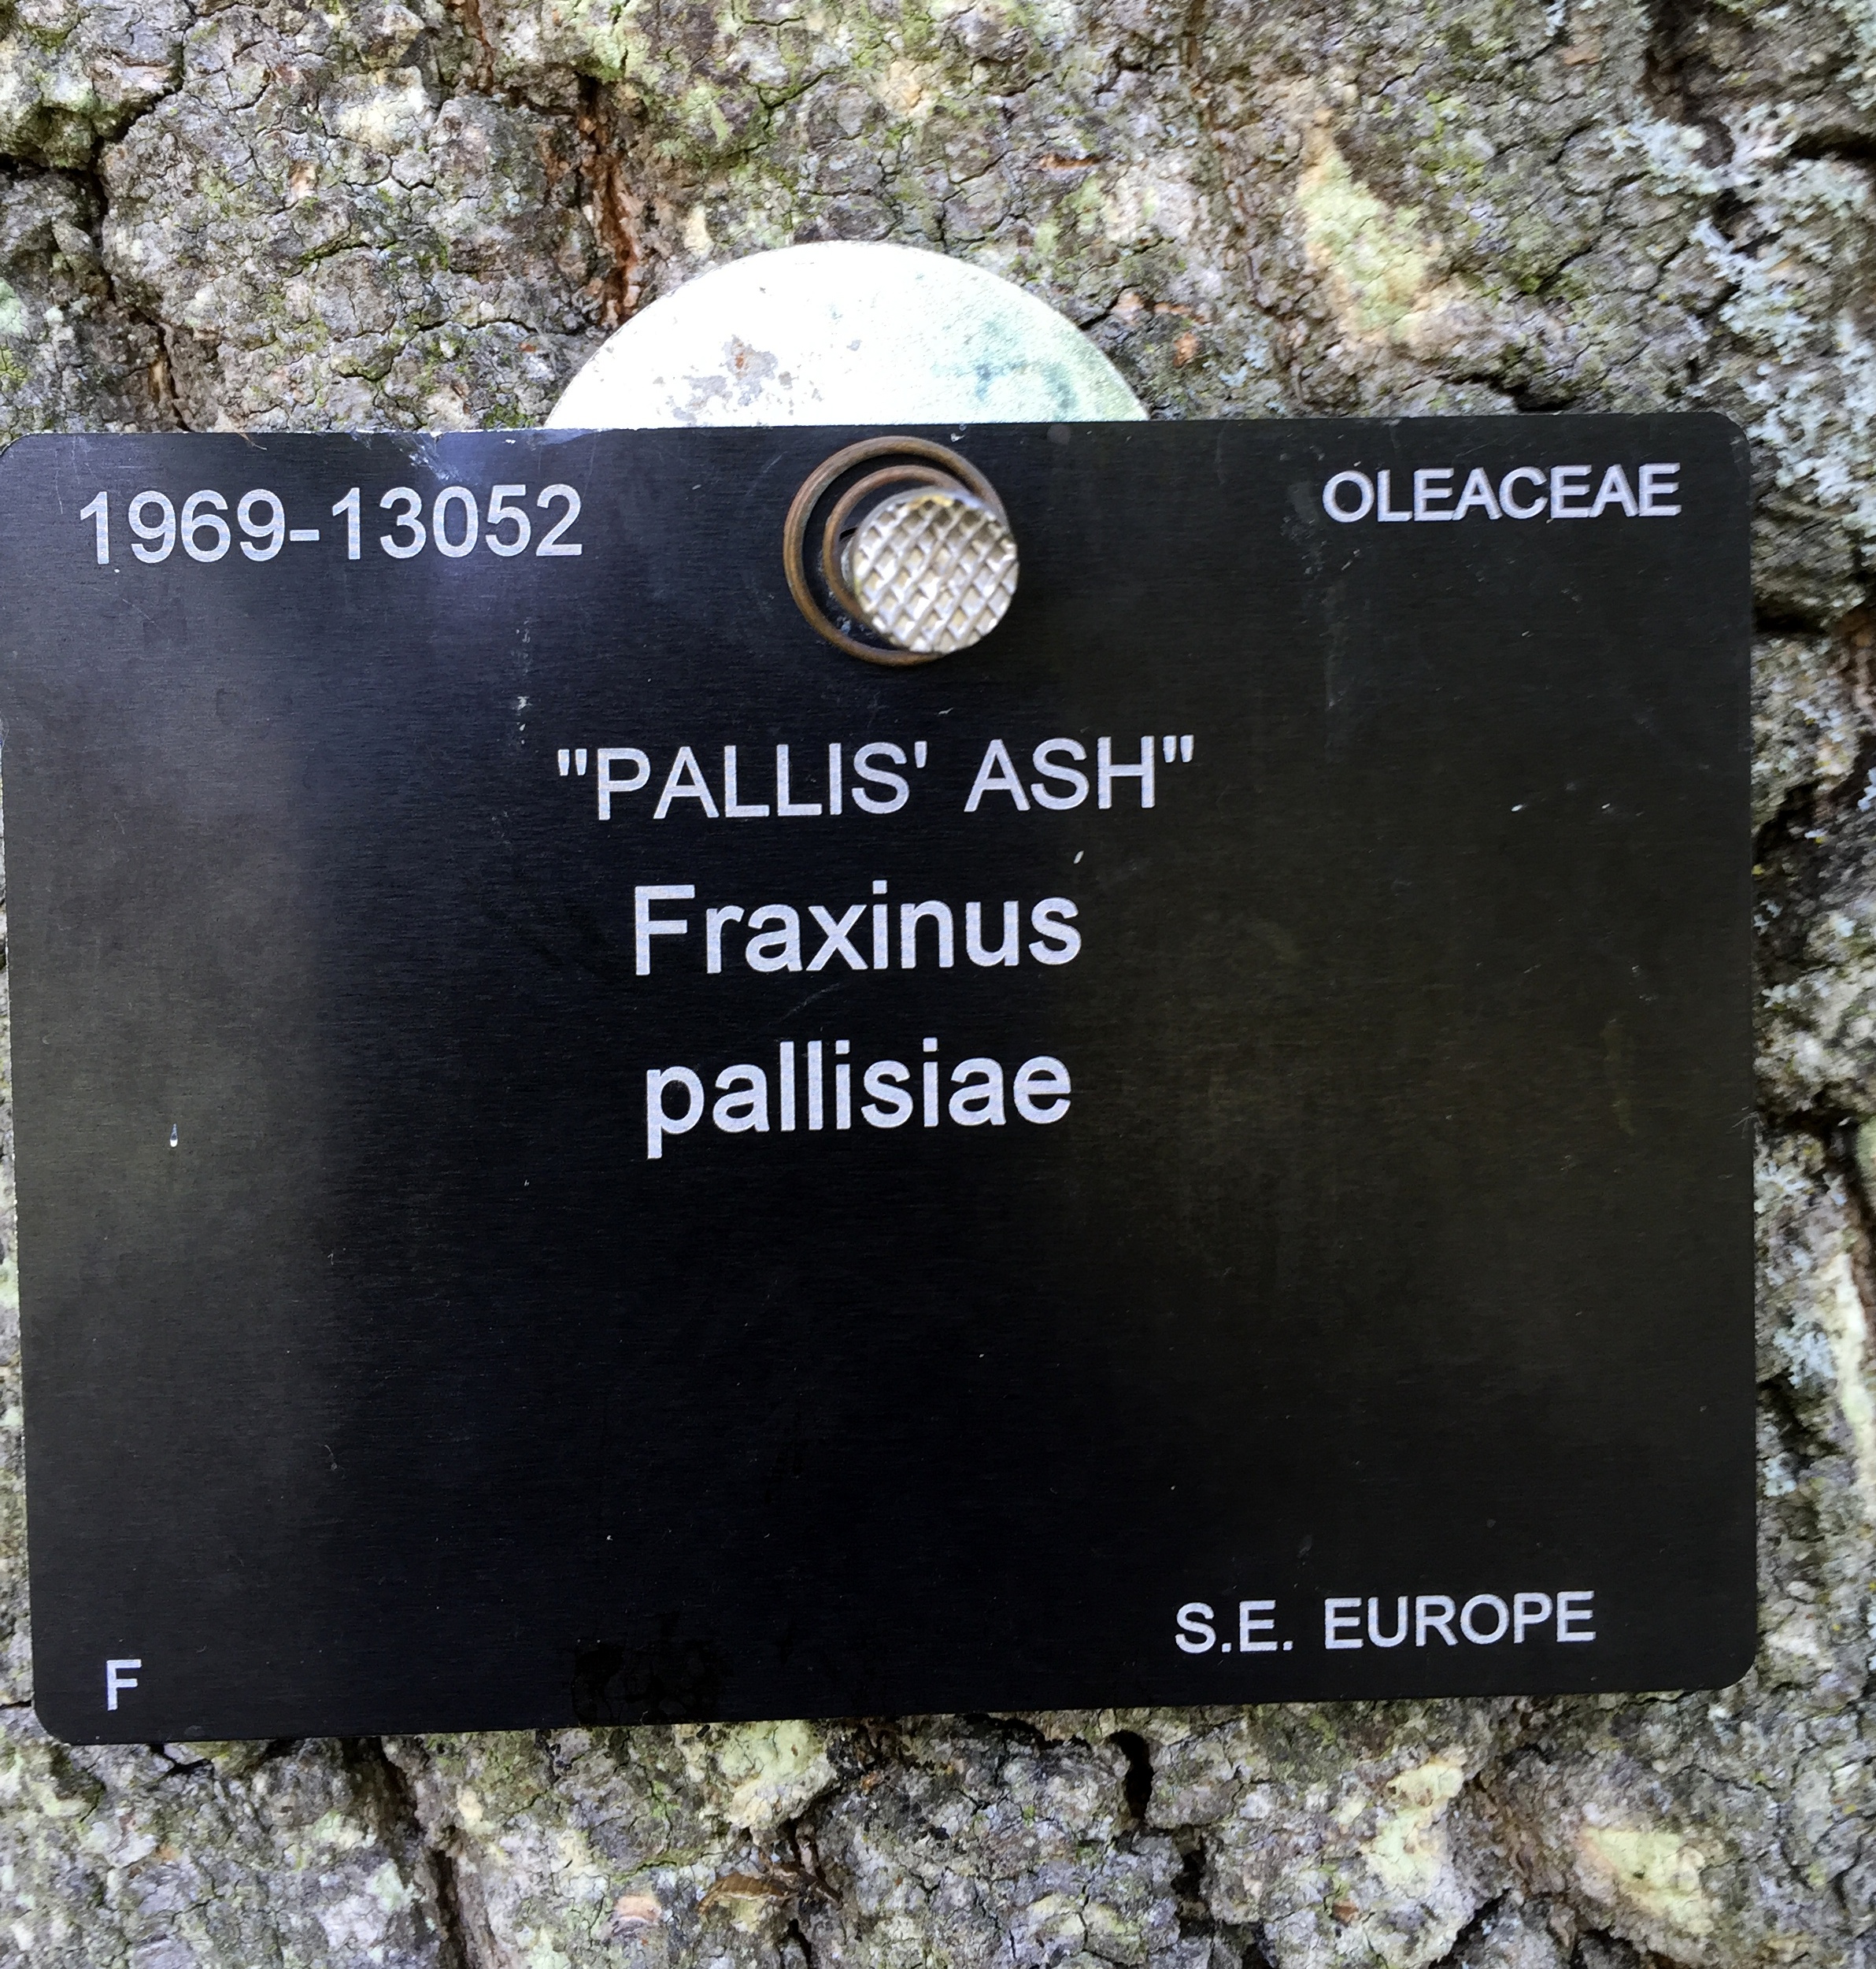 1969-13052
OLEACEAE
"PALLIS' ASH"
Fraxinus
pallisiae
S.E. EUROPE
F